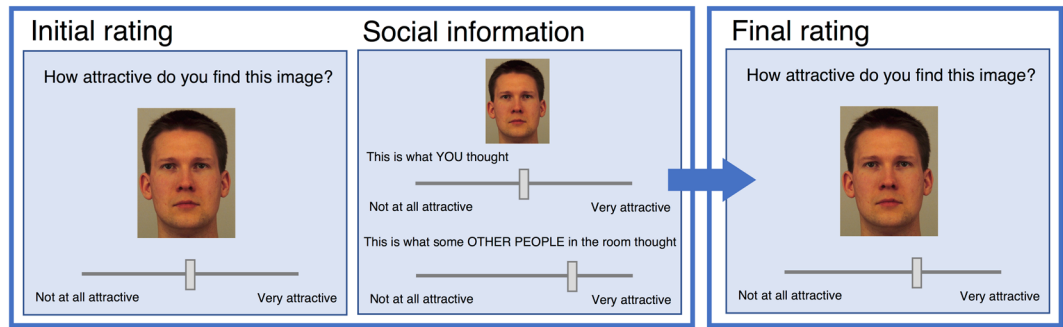 Initial rating
How attractive do you find this image?
Not at all attractive
Very attractive
Social information
This is what YOU thought
Not at all attractive
Very attractive
This is what some OTHER PEOPLE in the room thought
Not at all attractive
Very attractive
Final rating
How attractive do you find this image?
Not at all attractive
Very attractive